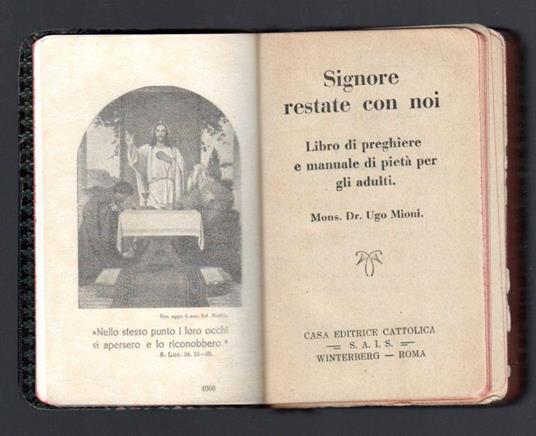 »Nello stesso punto i loro occhi
si apersero e lo riconobbero.“
S. Luc. 24. 13—35.
4060
Signore
restate con noi
Libro di preghiere
e manuale di pietà per
gli adulti.
Mons. Dr. Ugo Mioni.
CASA EDITRICE CATTOLICA
S. A. I. S.
WINTERBERG — ROMA